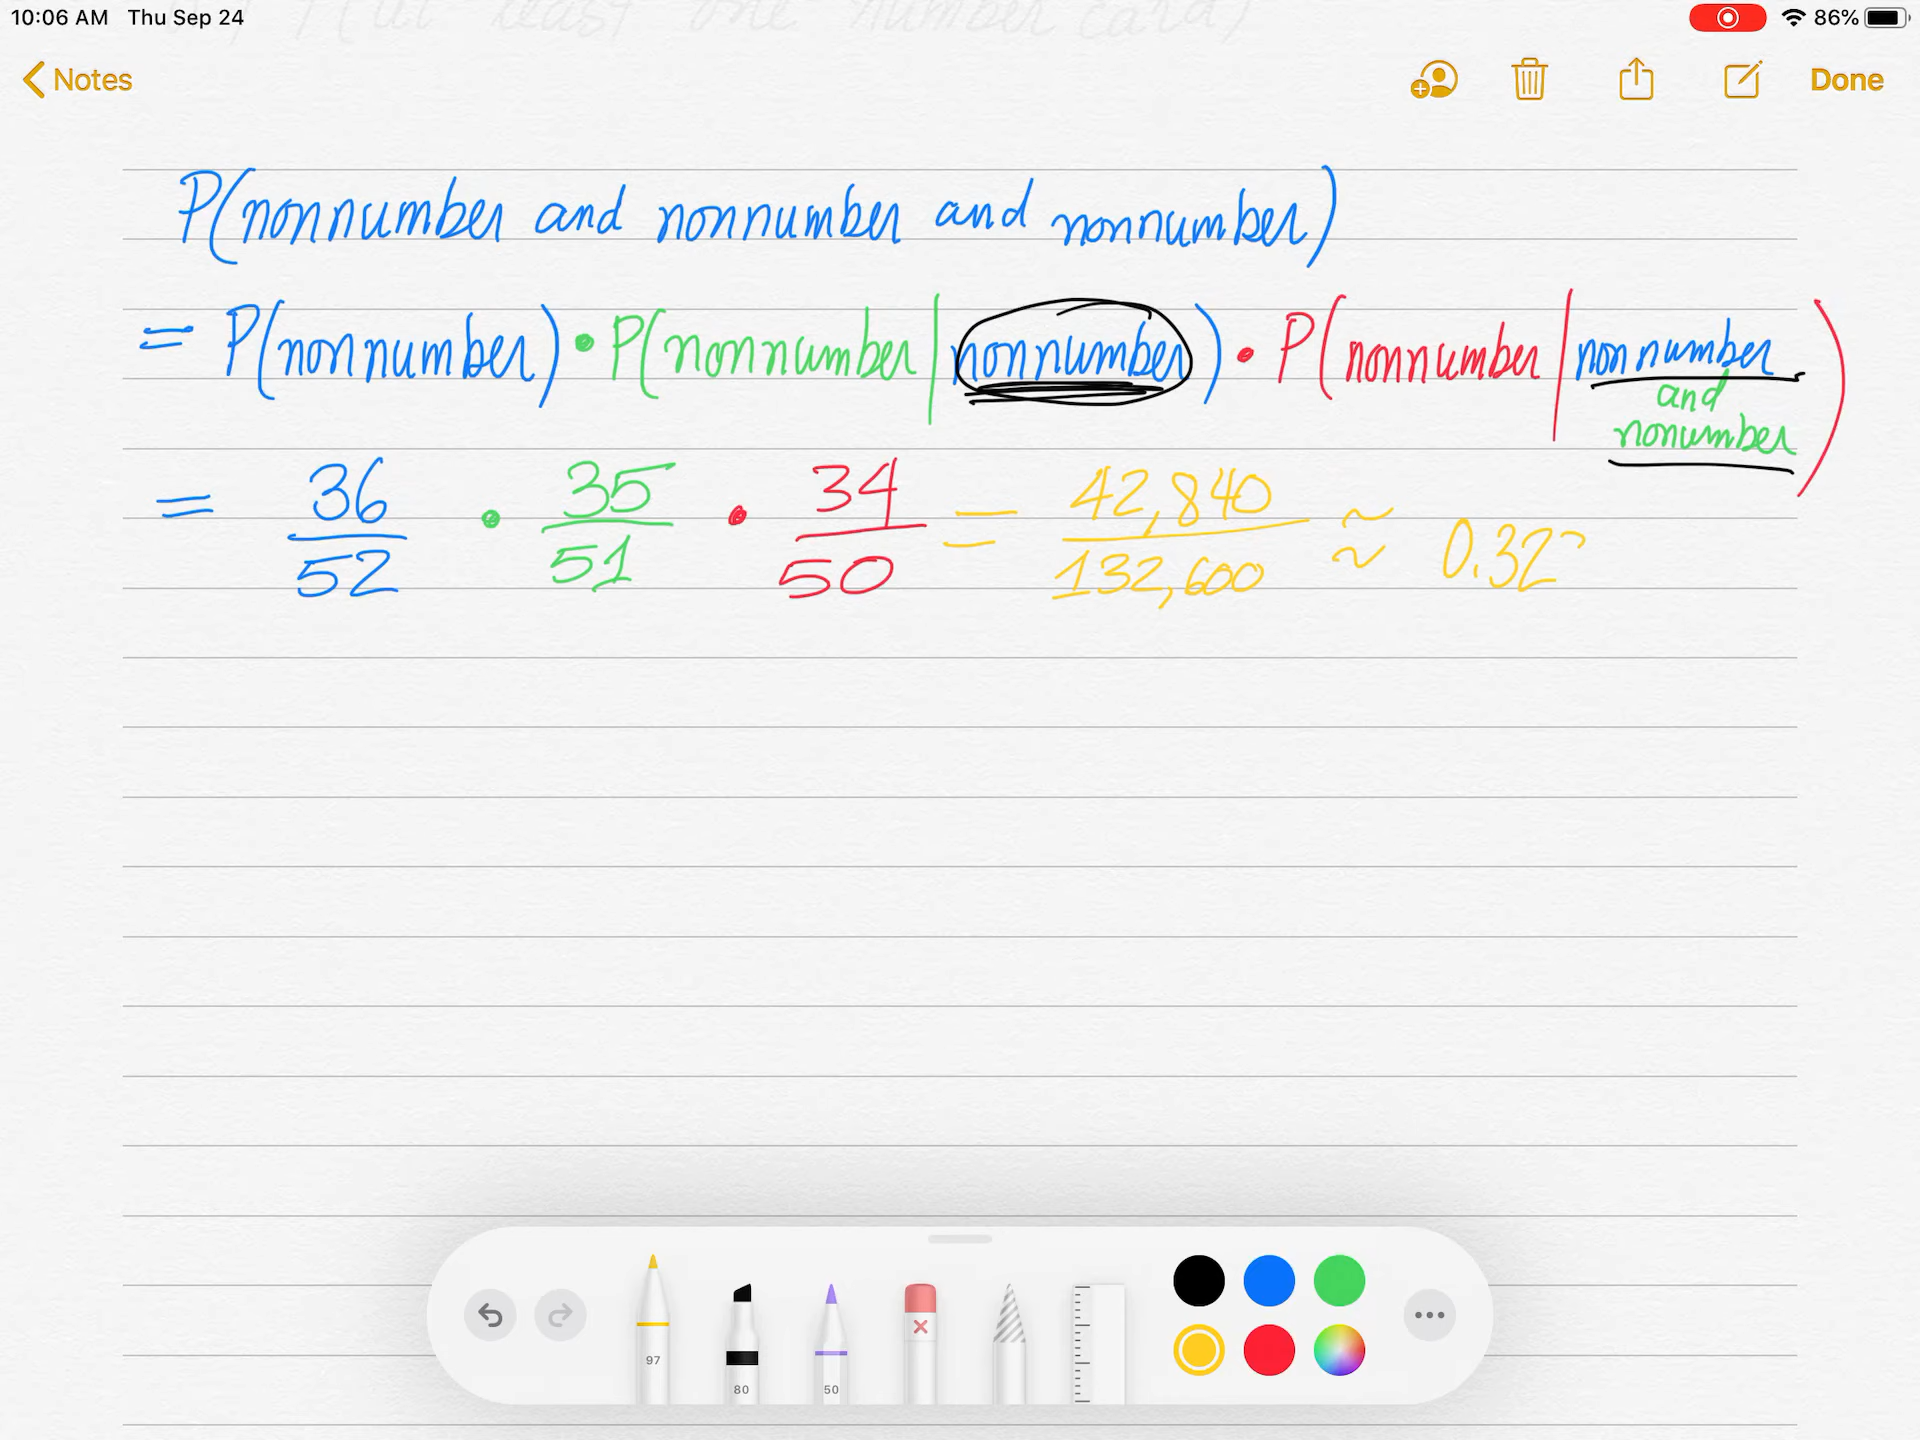 10:06 AM Thu Sep 24 86%
Notes Done
P(nonnumber and nonnumber and nonnumber)
= P(nonnumber) • P(nonnumber | nonnumber) • P(nonnumber | nonnumber
and
nonumber)
= 36/52 • 35/51 • 34/50 = 42,840/132,600 ≈ 0.32
97 80 50